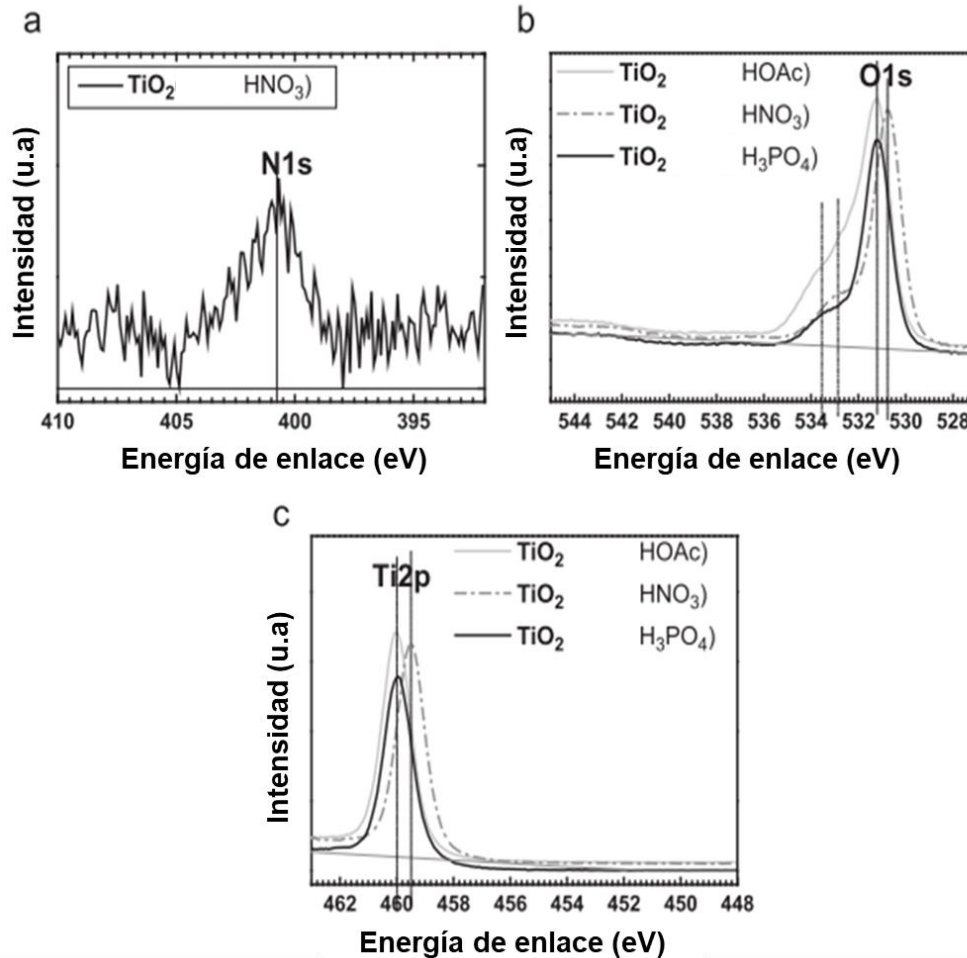 a
TiO₂ HNO₃)
N1s
Intensidad (u.a)
410 405 400 395
Energía de enlace (eV)
b
TiO₂ HOAc)
TiO₂ HNO₃)
TiO₂ H₃PO₄)
O1s
Intensidad (u.a)
544 542 540 538 536 534 532 531 530 528
Energía de enlace (eV)
c
TiO₂ HOAc)
TiO₂ HNO₃)
TiO₂ H₃PO₄)
Ti2p
Intensidad (u.a)
462 460 458 456 454 452 450 448
Energía de enlace (eV)